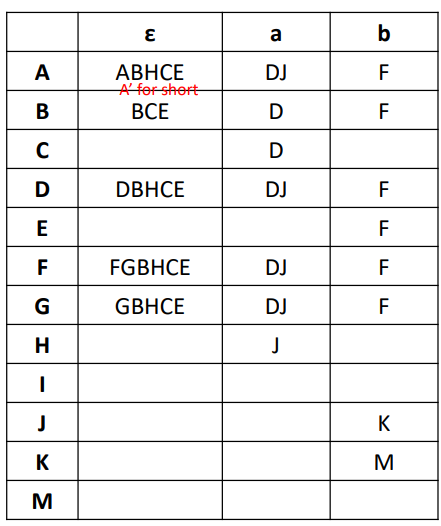 ε a b
A ABHCE DJ F
A’ for short
B BCE D F
C D
D DBHCE DJ F
E F
F FGBHCE DJ F
G GBHCE DJ F
H J
I
J K
K M
M